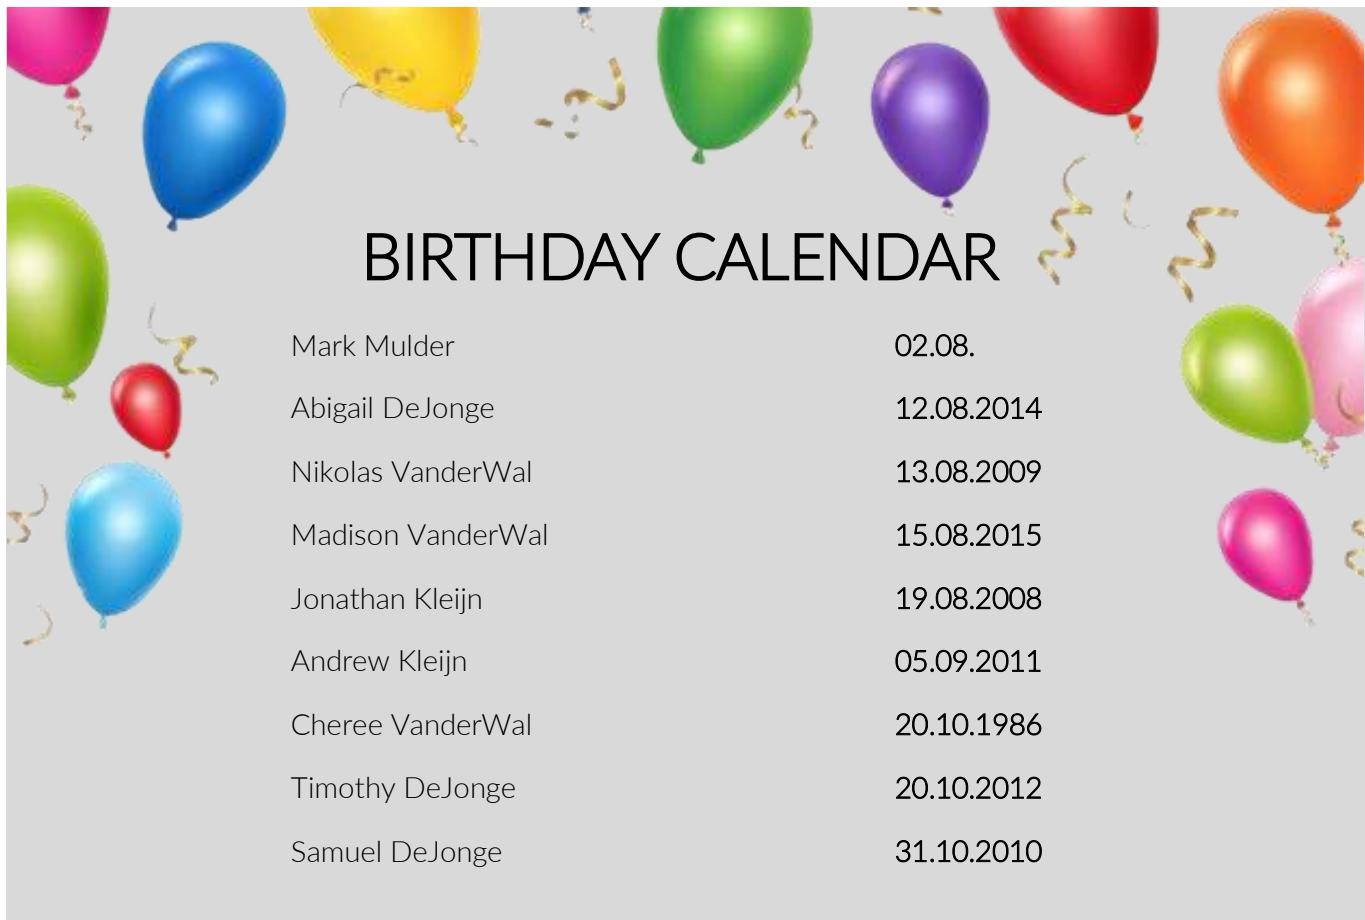 BIRTHDAY CALENDAR
Mark Mulder 02.08.
Abigail DeJonge 12.08.2014
Nikolas VanderWal 13.08.2009
Madison VanderWal 15.08.2015
Jonathan Kleijn 19.08.2008
Andrew Kleijn 05.09.2011
Cheree VanderWal 20.10.1986
Timothy DeJonge 20.10.2012
Samuel DeJonge 31.10.2010